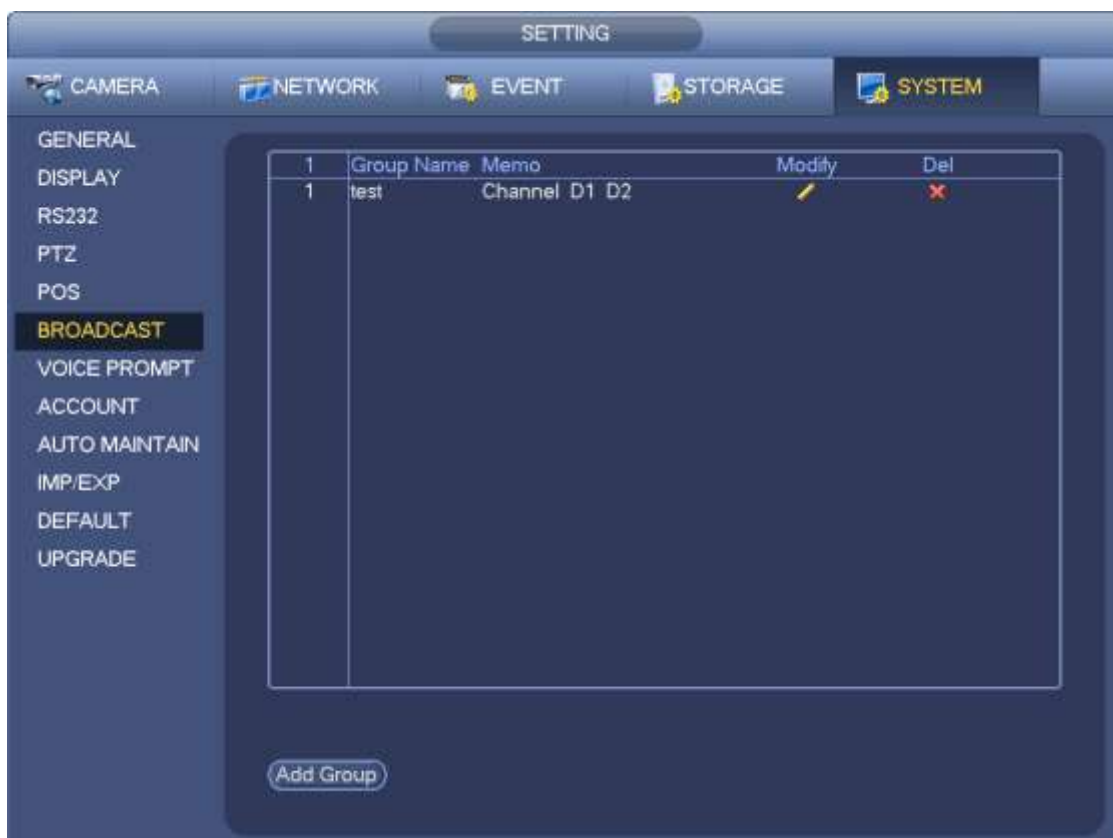 SETTING
CAMERA NETWORK EVENT STORAGE SYSTEM
GENERAL
DISPLAY
RS232
PTZ
POS
BROADCAST
VOICE PROMPT
ACCOUNT
AUTO MAINTAIN
IMP/EXP
DEFAULT
UPGRADE
1 Group Name Memo Modify Del
1 test Channel D1 D2
Add Group